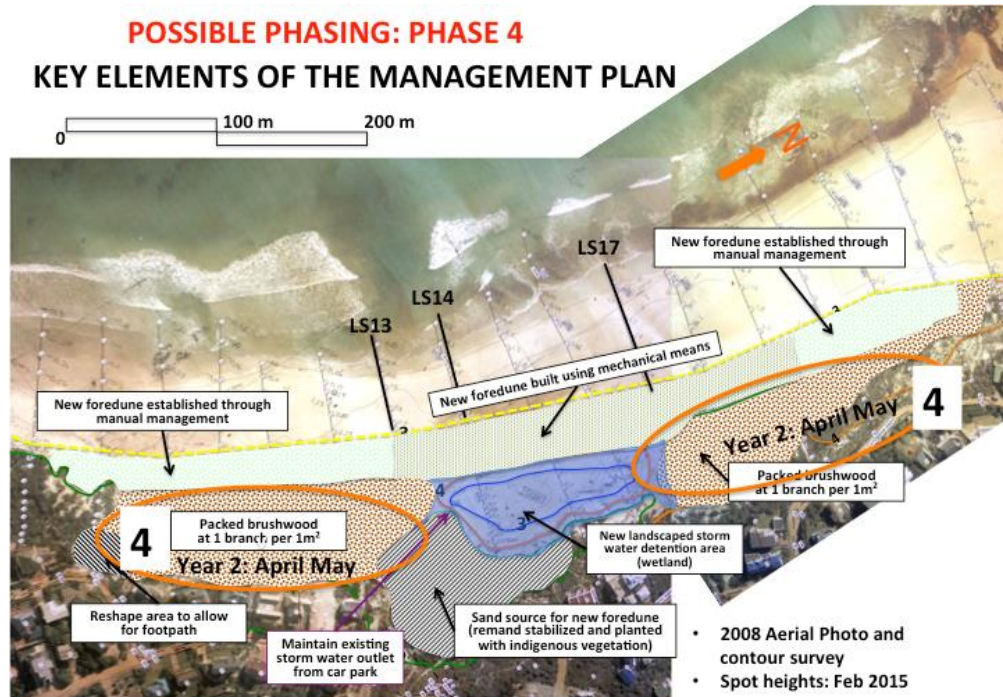 POSSIBLE PHASING: PHASE 4
KEY ELEMENTS OF THE MANAGEMENT PLAN
0
100 m
200 m
N
New foredune established through
manual management
LS17
LS14
LS13
3
3
New foredune built using mechanical means
New foredune established through
manual management
4
Year 2: April May
Packed brushwood
at 1 branch per 1m²
4
4
3
4
Packed brushwood
at 1 branch per 1m²
Year 2: April May
New landscaped storm
water detention area
(wetland)
Reshape area to allow
for footpath
Maintain existing
storm water outlet
from car park
Sand source for new foredune
(remand stabilized and planted
with indigenous vegetation)
• 2008 Aerial Photo and
contour survey
• Spot heights: Feb 2015